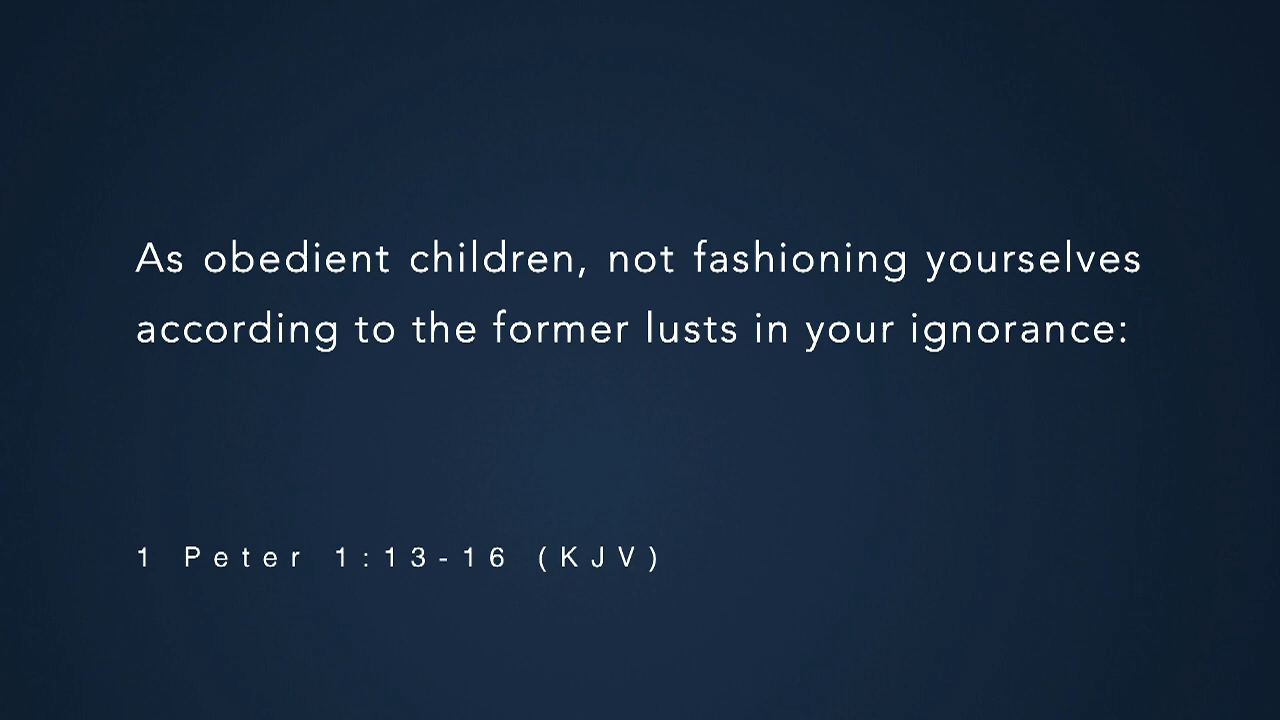 As obedient children, not fashioning yourselves
according to the former lusts in your ignorance:
1 Peter 1:13-16 (KJV)